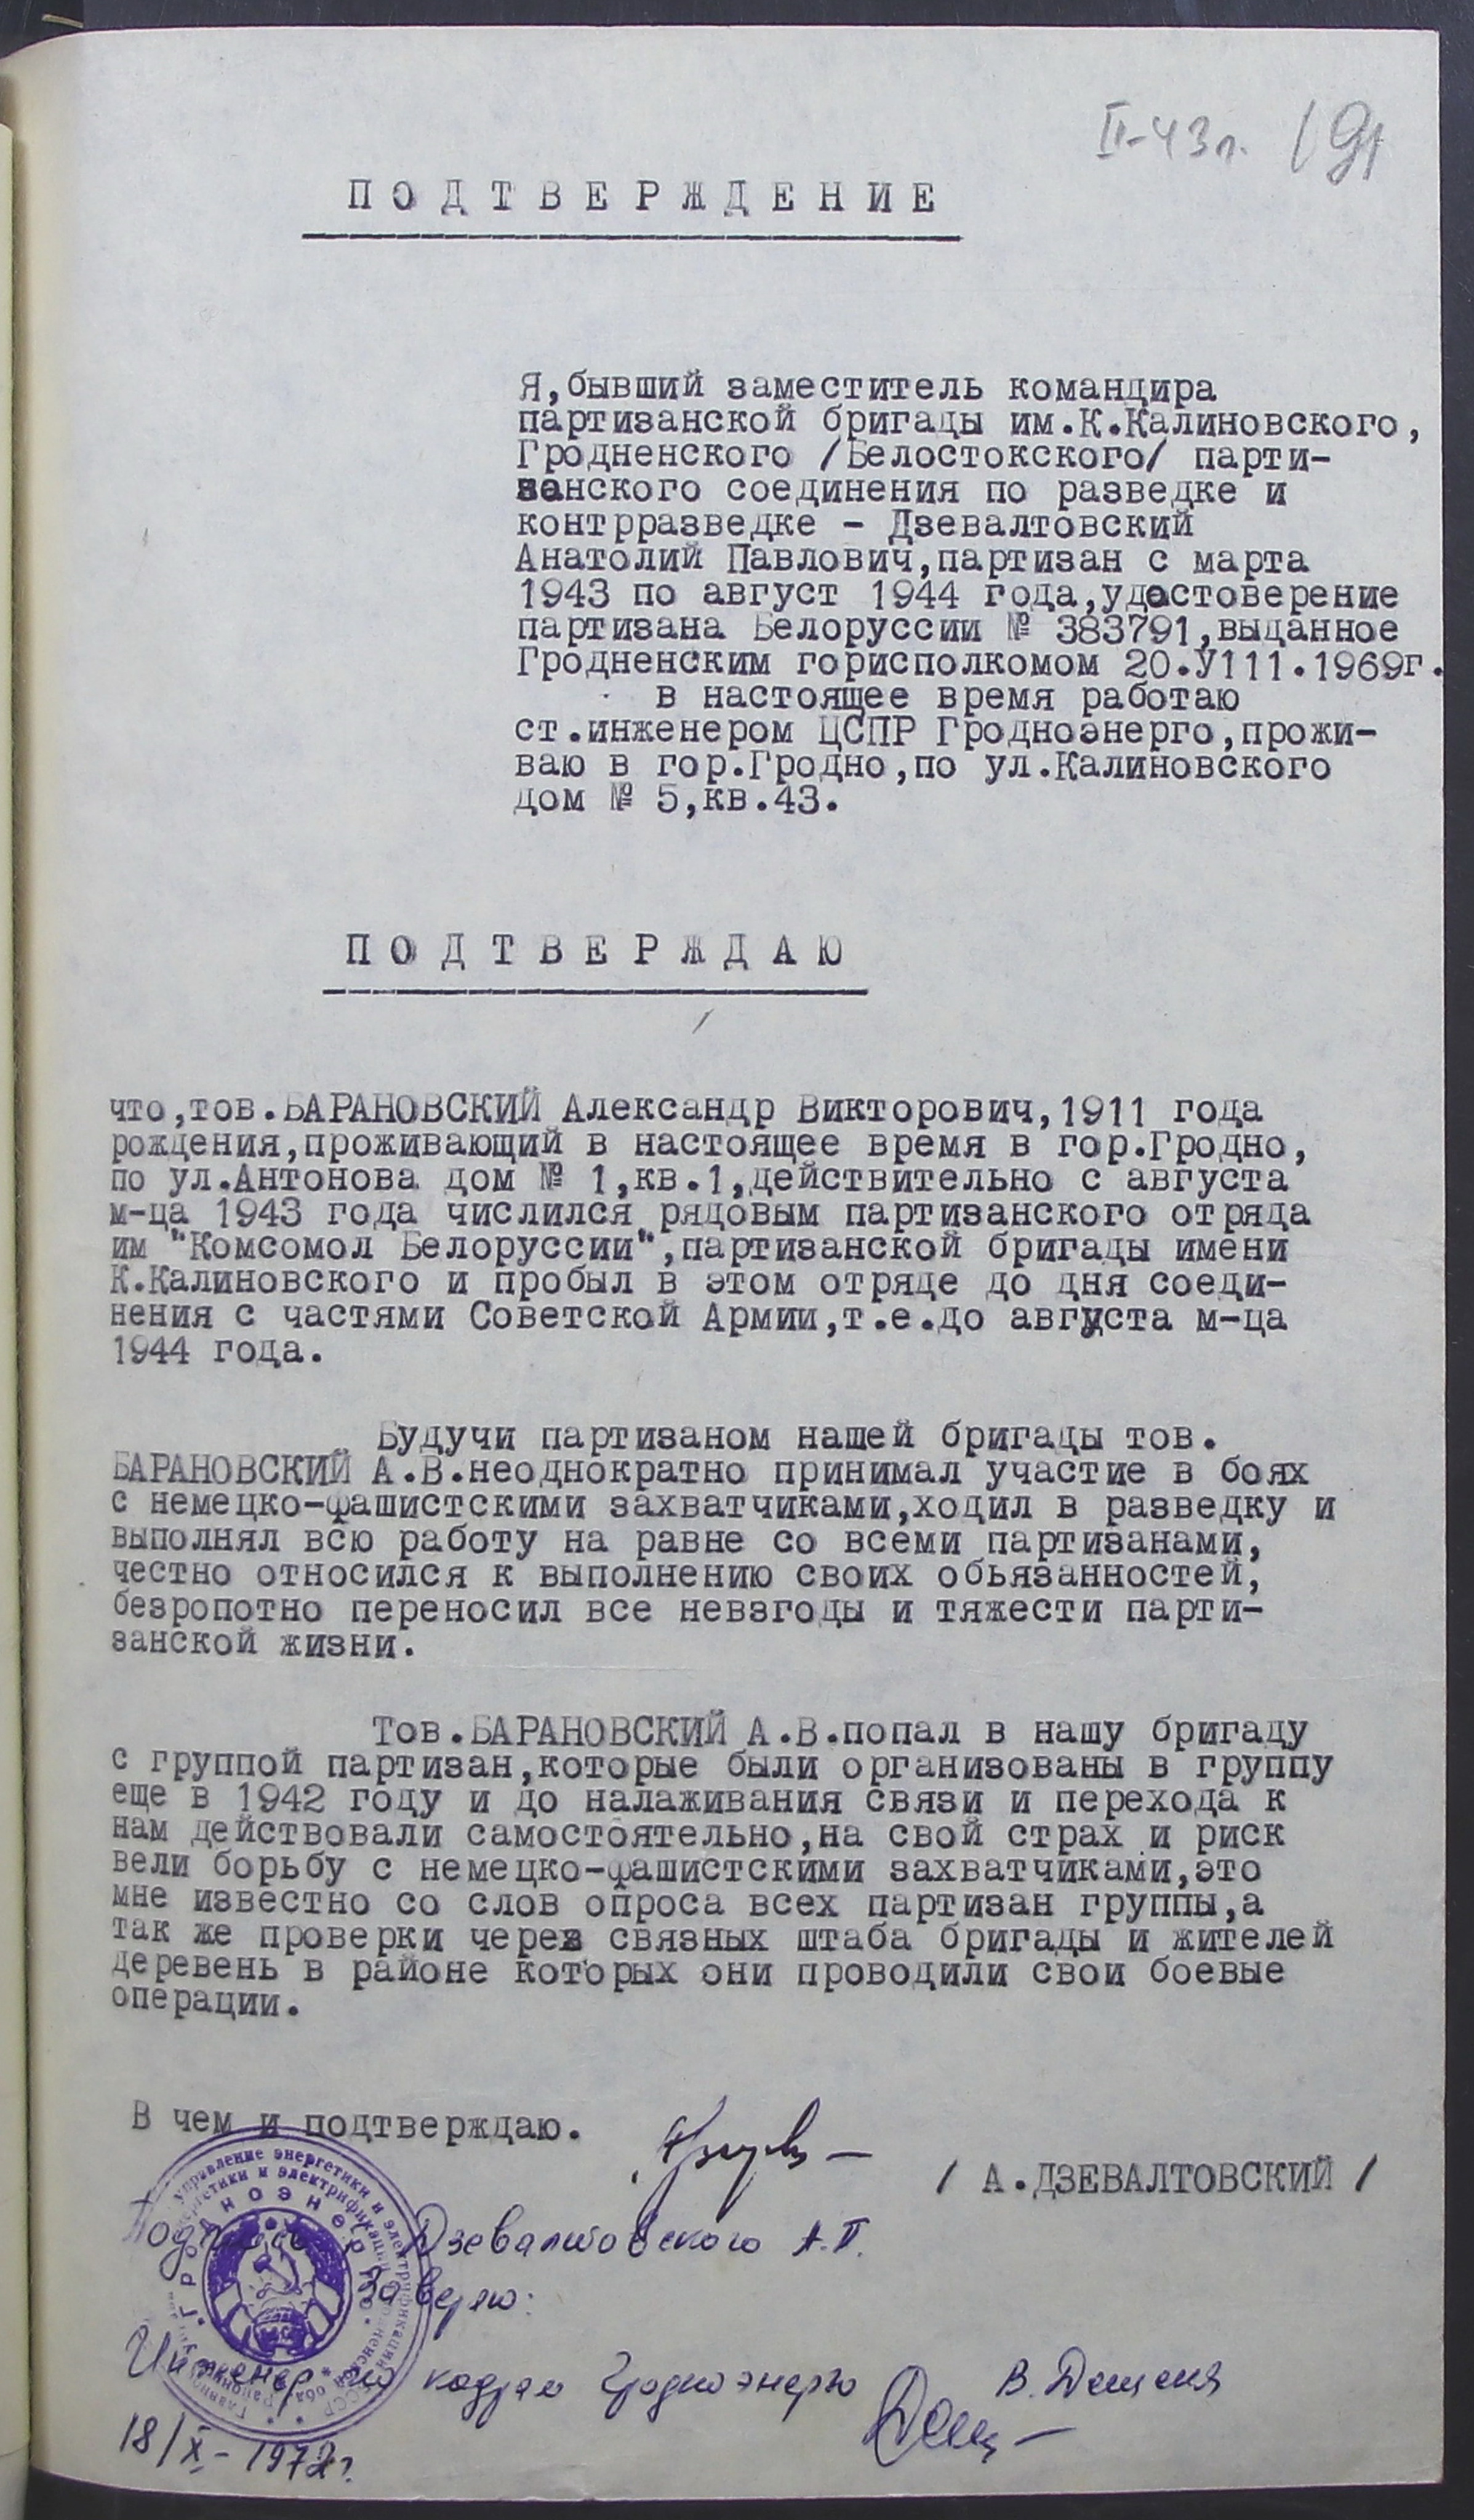 II-43г. 191
ПОДТВЕРЖДЕНИЕ
Я,бывший заместитель командира
партизанской бригады им.К.Калиновского,
Гродненского /Белостокского/ парти-
занского соединения по разведке и
контрразведке - Дзевалтовский
Анатолий Павлович,партизан с марта
1943 по август 1944 года,удостоверение
партизана Белоруссии № 383791,выданное
Гродненским горисполкомом 20.У111.1969г.
в настоящее время работаю
ст.инженером ЦСПР Гродноэнерго,прожи-
ваю в гор.Гродно,по ул.Калиновского
дом № 5,кв.43.
ПОДТВЕРЖДАЮ
что,тов.БАРАНОВСКИЙ Александр Викторович,1911 года
рождения,проживающий в настоящее время в гор.Гродно,
по ул.Антонова дом № 1,кв.1,действительно с августа
м-ца 1943 года числился рядовым партизанского отряда
им "Комсомол Белоруссии",партизанской бригады имени
К.Калиновского и пробыл в этом отряде до дня соеди-
нения с частями Советской Армии,т.е.до августа м-ца
1944 года.
Будучи партизаном нашей бригады тов.
БАРАНОВСКИЙ А.В.неоднократно принимал участие в боях
с немецко-фашистскими захватчиками,ходил в разведку и
выполнял всю работу на равне со всеми партизанами,
честно относился к выполнению своих обьязанностей,
безропотно переносил все невзгоды и тяжести парти-
занской жизни.
Тов.БАРАНОВСКИЙ А.В.попал в нашу бригаду
с группой партизан,которые были организованы в группу
еще в 1942 году и до налаживания связи и перехода к
нам действовали самостоятельно,на свой страх и риск
вели борьбу с немецко-фашистскими захватчиками,это
мне известно со слов опроса всех партизан группы,а
так же проверки через связных штаба бригады и жителей
деревень в районе которых они проводили свои боевые
операции.
В чем и подтверждаю.
/ А.ДЗЕВАЛТОВСКИЙ /
управление энергетики и электрификации
ГРОДНОЭНЕРГО
Подпись Дзевалтовского А.П.
заверяю:
Инженер по кадрам Гродноэнерго В. Дещеня
18/X-1972г.